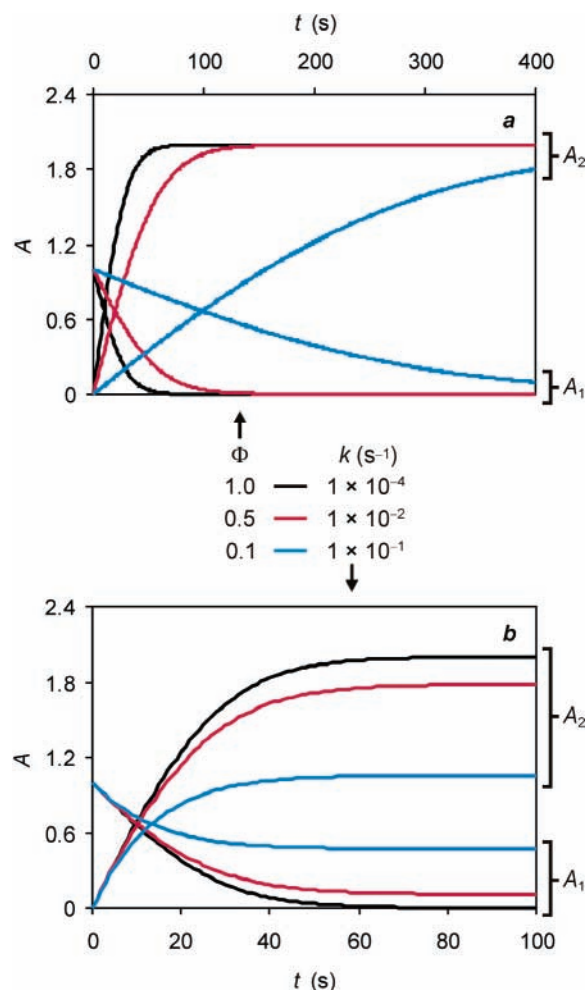 t (s)
0 100 200 300 400
2.4
a
A₂
1.8
A
1.2
0.6
A₁
0
Φ k (s⁻¹)
1.0 1 × 10⁻⁴
0.5 1 × 10⁻²
0.1 1 × 10⁻¹
2.4
b
A₂
1.8
A
1.2
0.6
A₁
0
0 20 40 60 80 100
t (s)